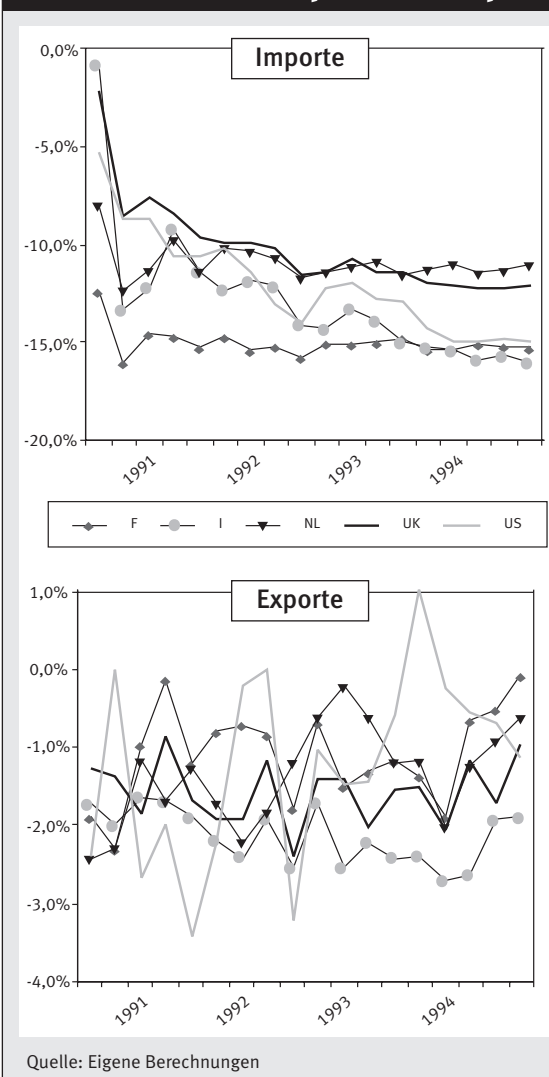 Importe
0,0%
-5,0%
-10,0%
-15,0%
-20,0%
1991 1992 1993 1994
F I NL UK US
Exporte
1,0%
0,0%
-1,0%
-2,0%
-3,0%
-4,0%
1991 1992 1993 1994
Quelle: Eigene Berechnungen